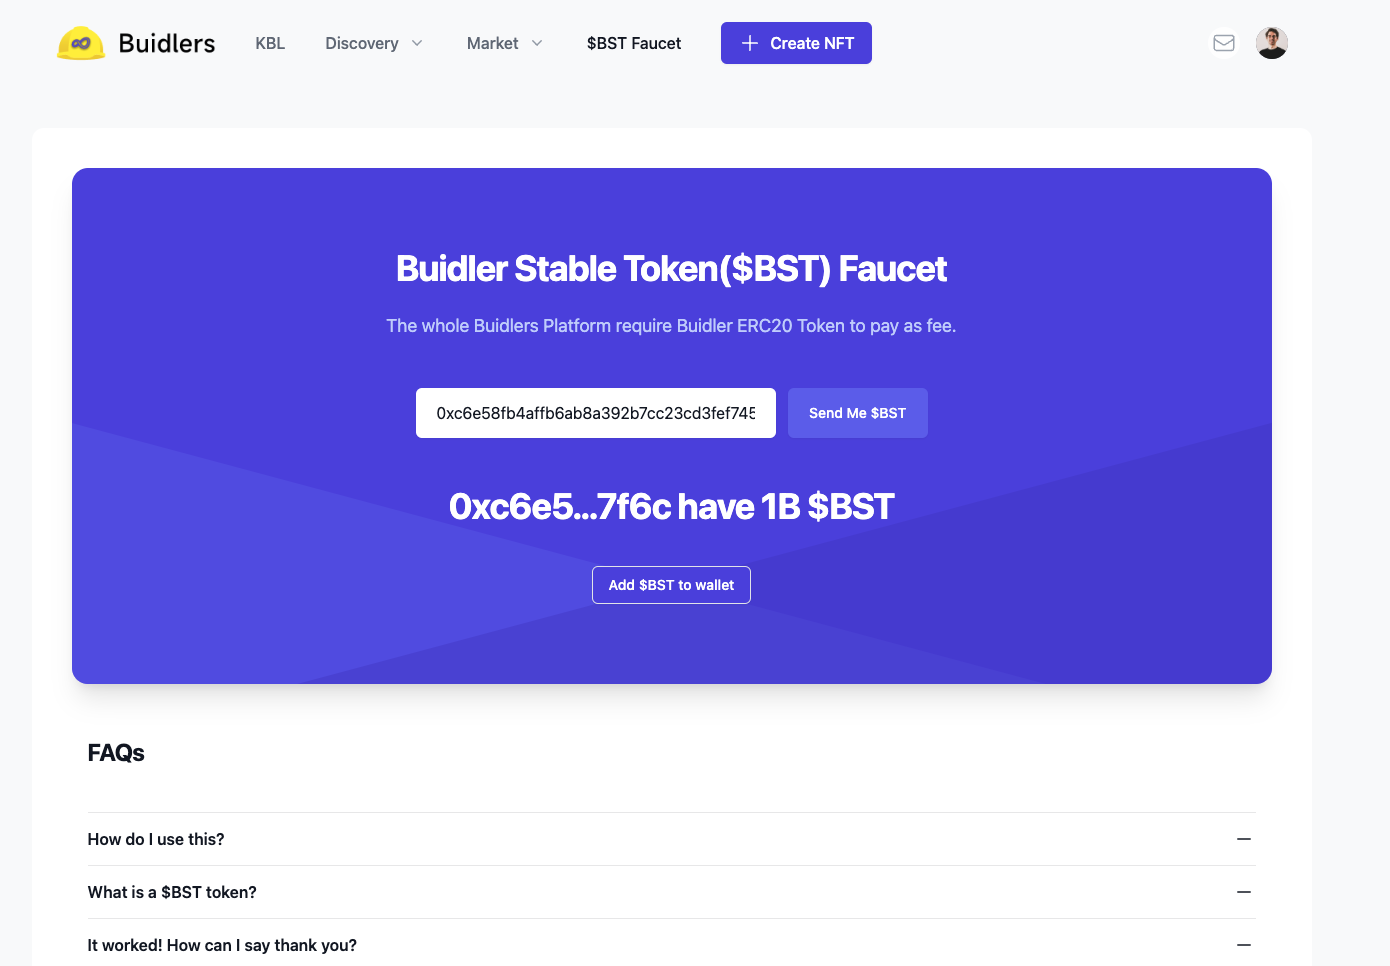 Buidlers
KBL
Discovery
Market
$BST Faucet
Create NFT
Buidler Stable Token($BST) Faucet
The whole Buidlers Platform require Buidler ERC20 Token to pay as fee.
0xc6e58fb4affb6ab8a392b7cc23cd3fef745
Send Me $BST
0xc6e5...7f6c have 1B $BST
Add $BST to wallet
FAQs
How do I use this?
What is a $BST token?
It worked! How can I say thank you?